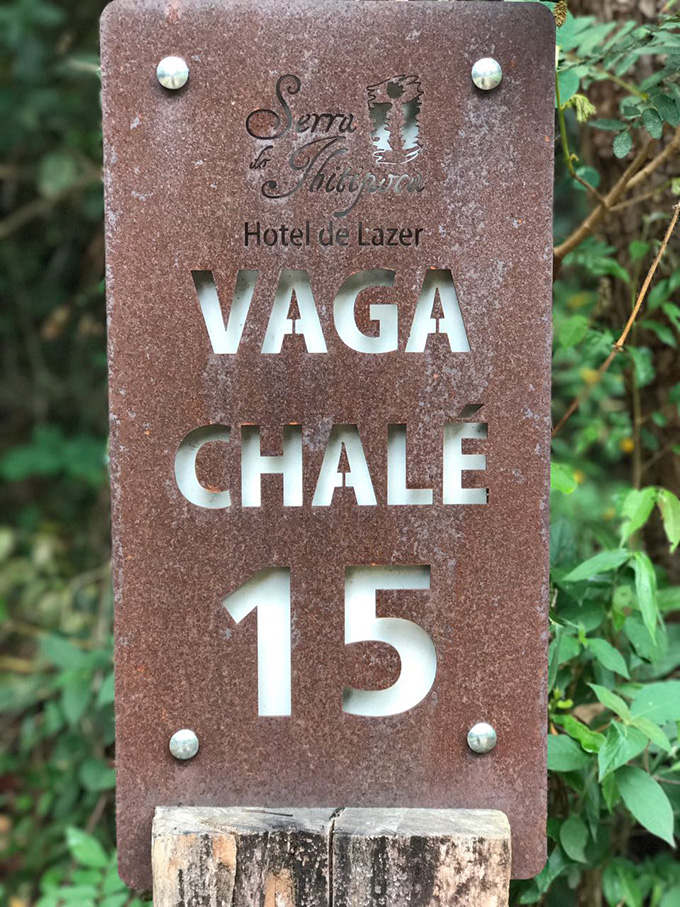 Serra
do Ibitipoca
Hotel de Lazer
VAGA
CHALÉ
15